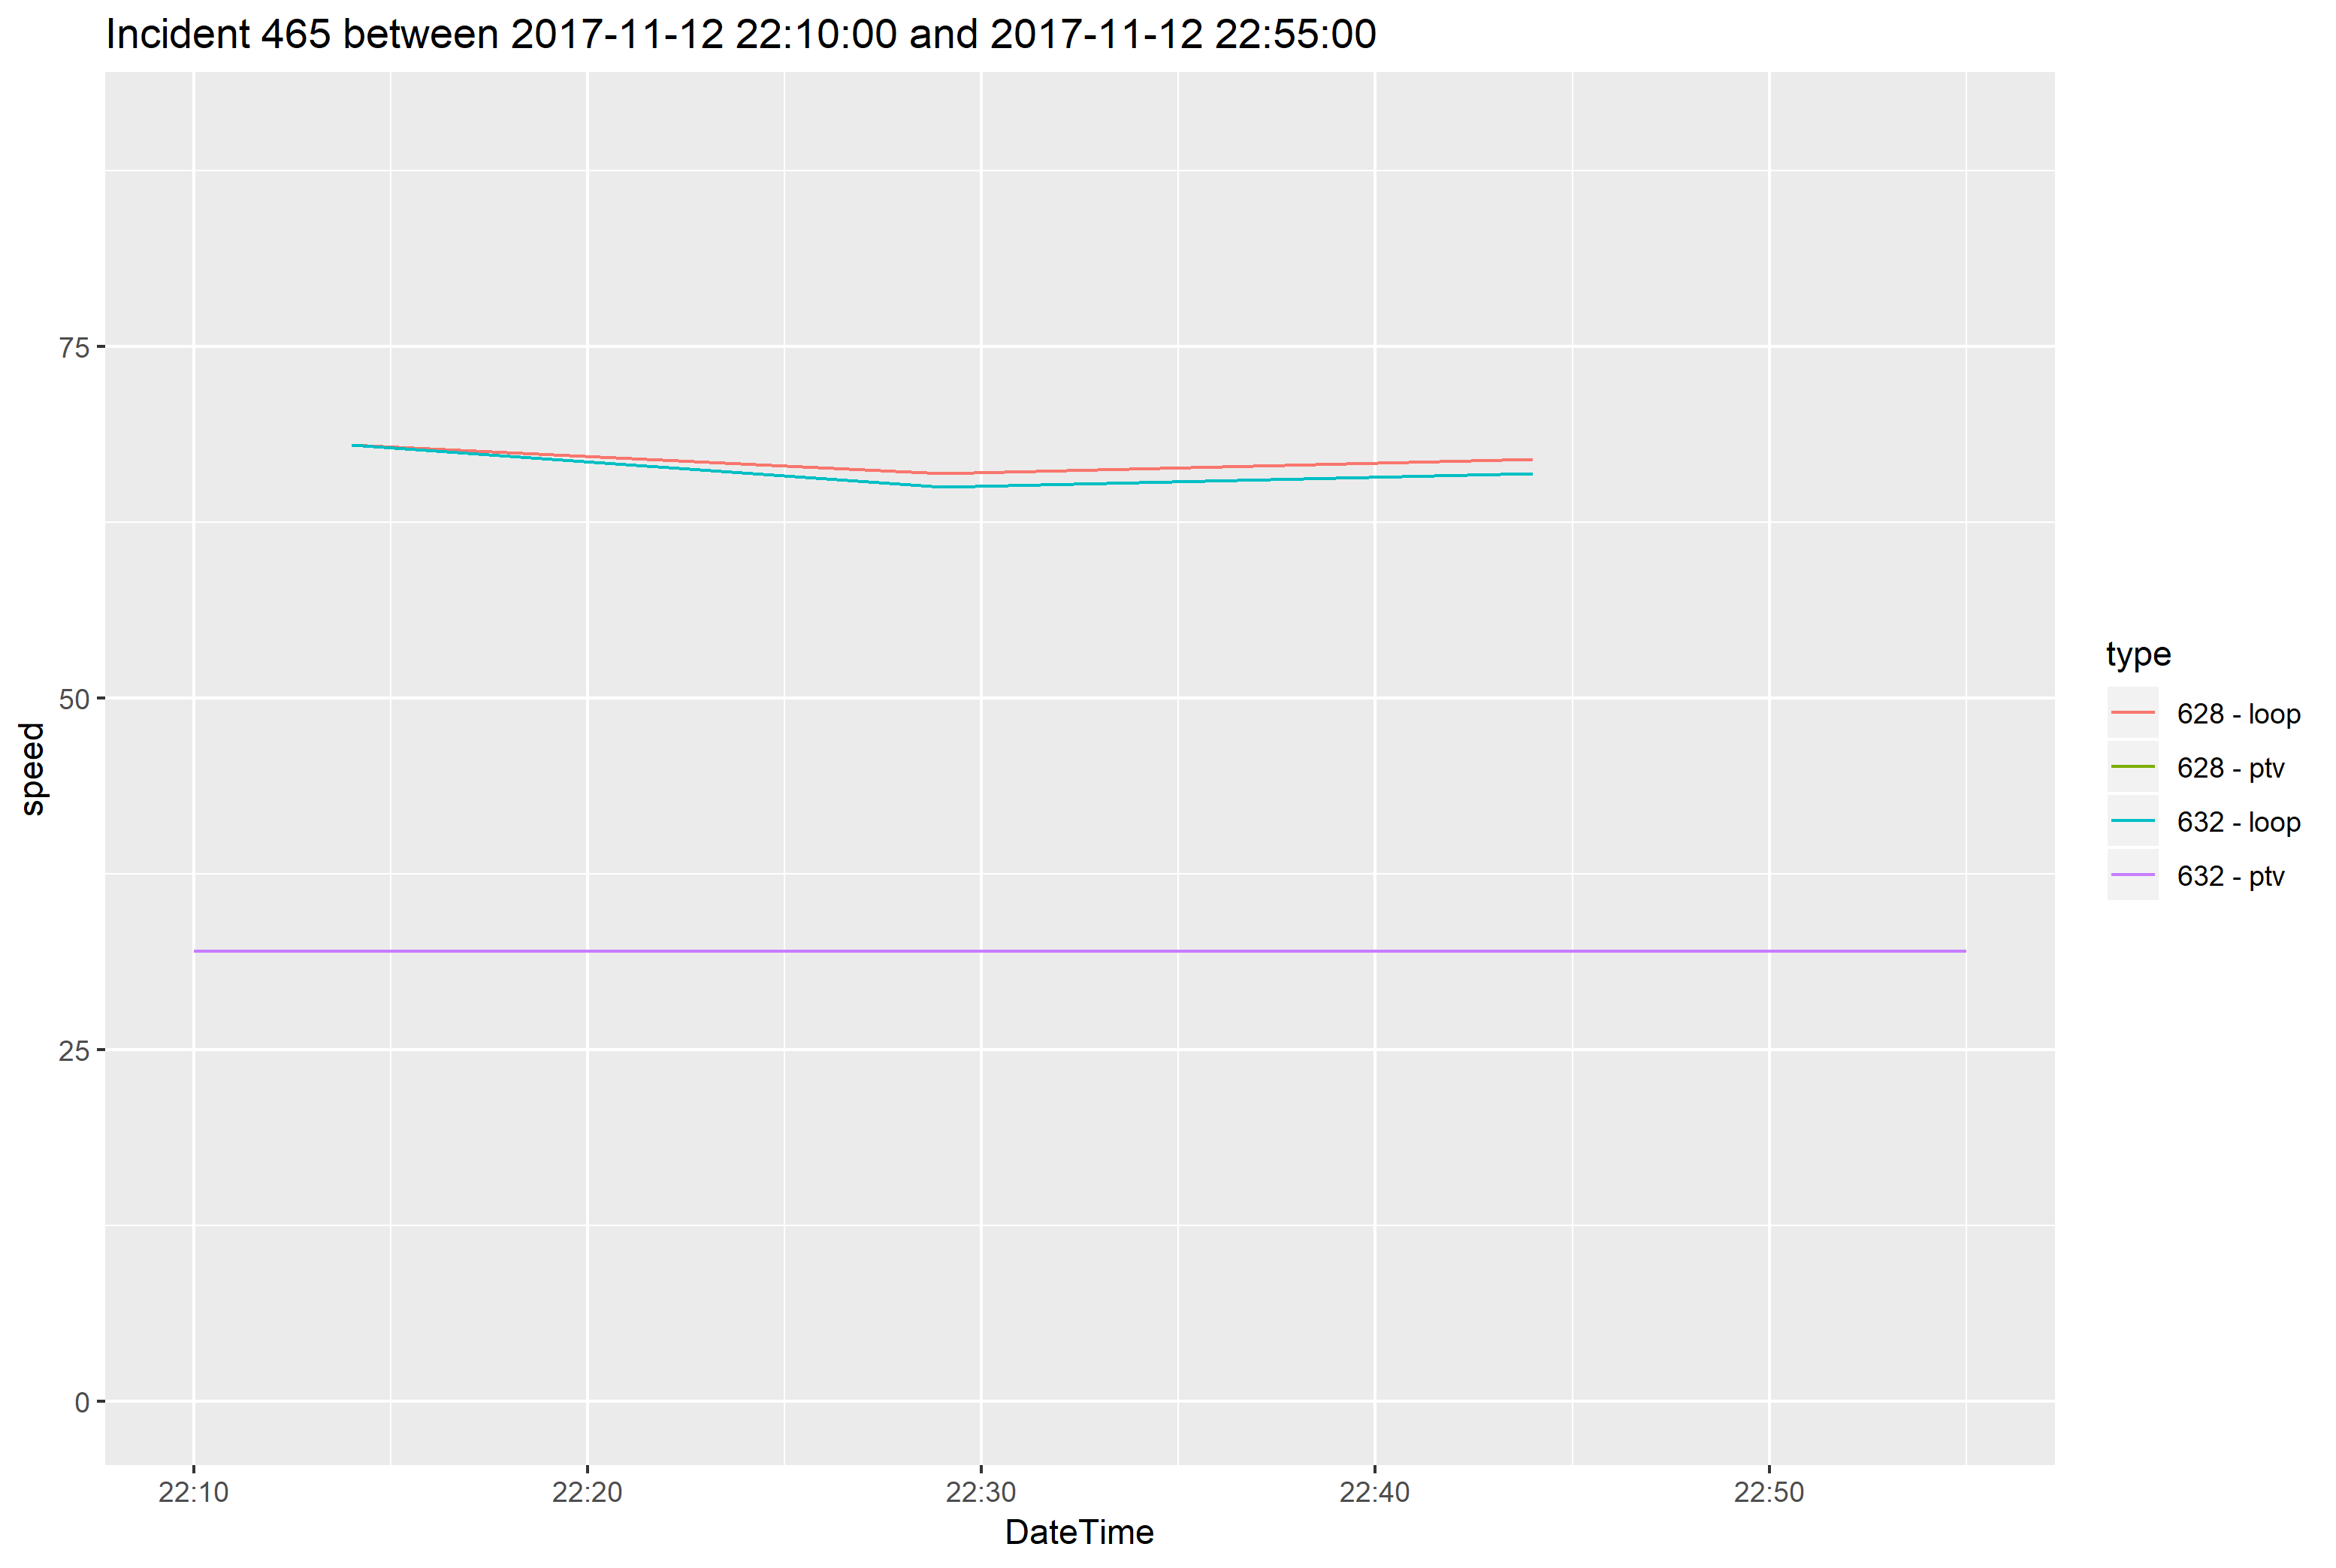 Incident 465 between 2017-11-12 22:10:00 and 2017-11-12 22:55:00
75
50
25
0
speed
22:10 22:20 22:30 22:40 22:50
DateTime
type
628 - loop
628 - ptv
632 - loop
632 - ptv